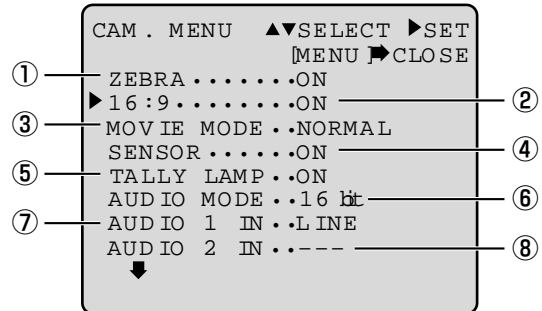 CAM. MENU ▲▼SELECT ▶SET
[MENU]➡CLOSE
① ZEBRA·······ON
▶16:9········ON ②
③ MOVIE MODE··NORMAL
SENSOR······ON ④
⑤ TALLY LAMP··ON
AUDIO MODE··16 bit ⑥
⑦ AUDIO 1 IN··LINE
AUDIO 2 IN··--- ⑧